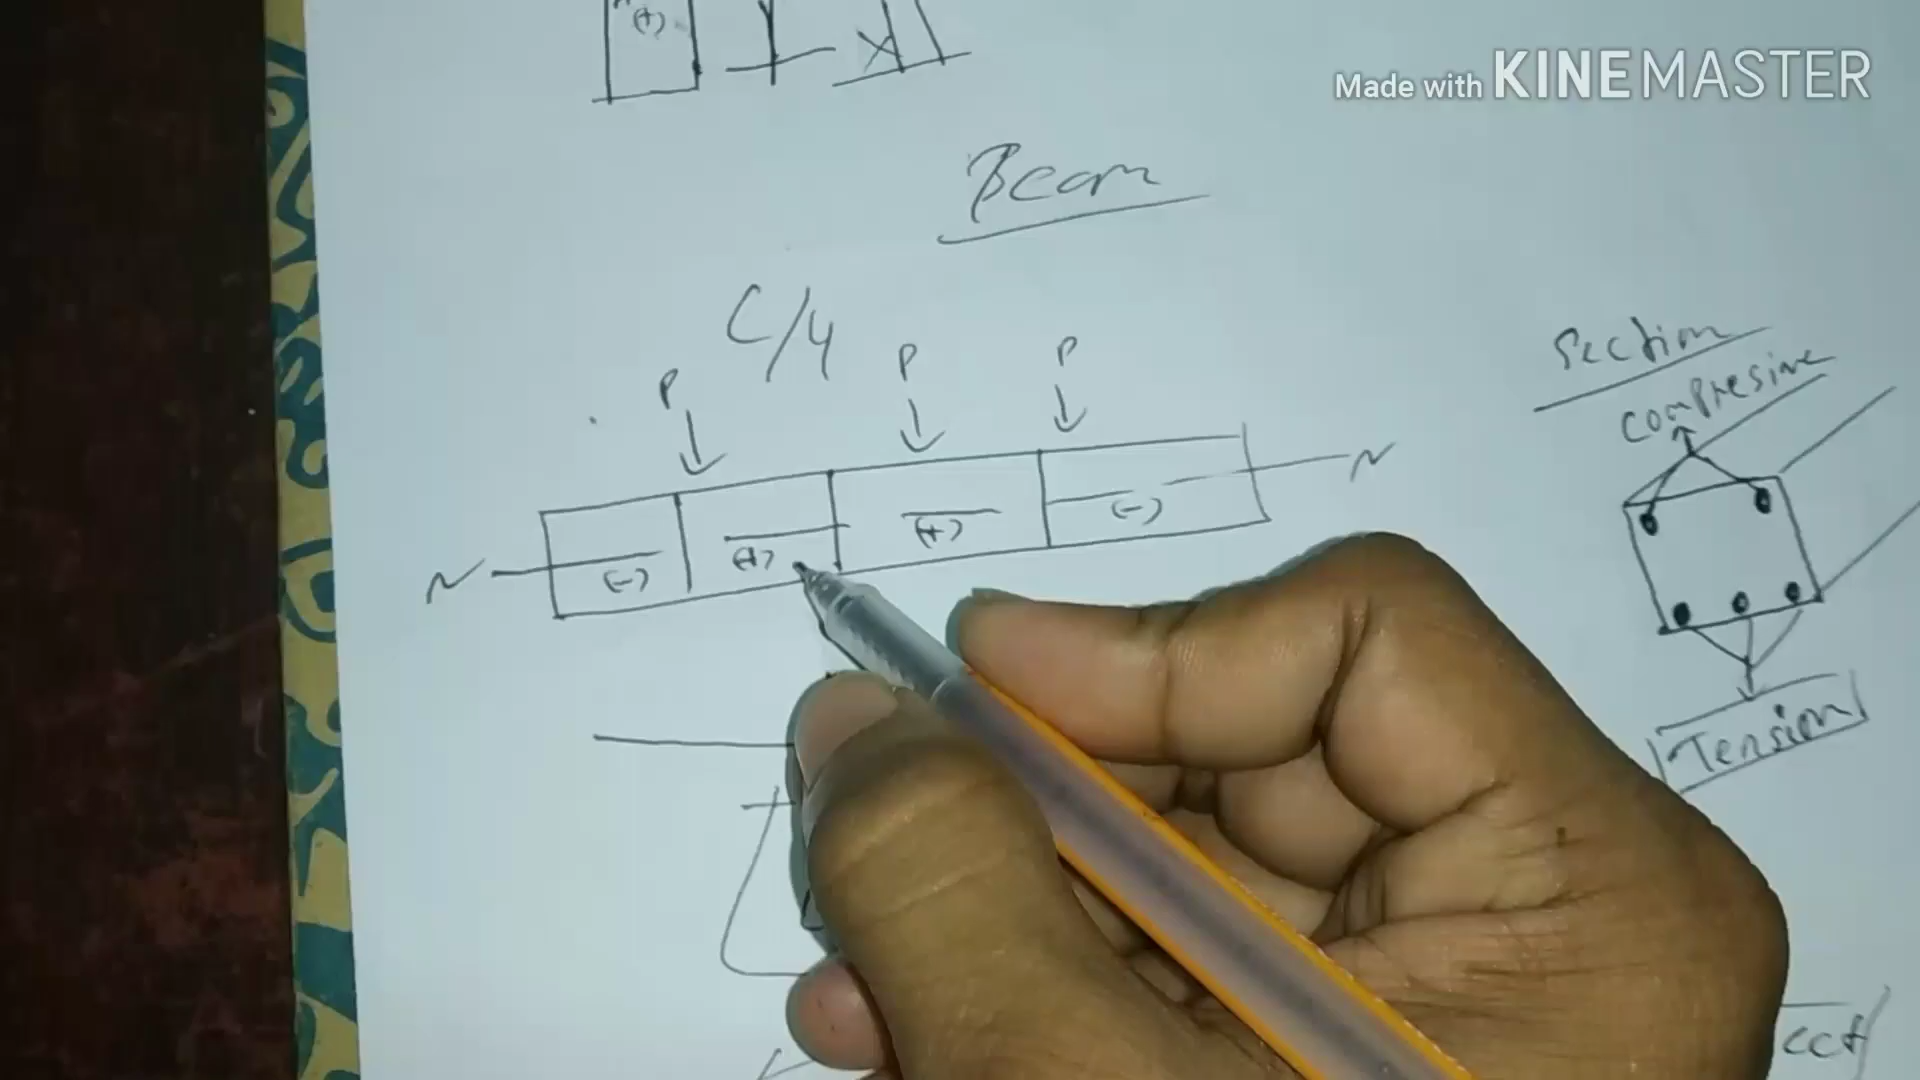 (+)
Made with KINEMASTER
Beam
C/4
P P P
Section
Compresive
N (-) (+) (+) (-) N
Tension